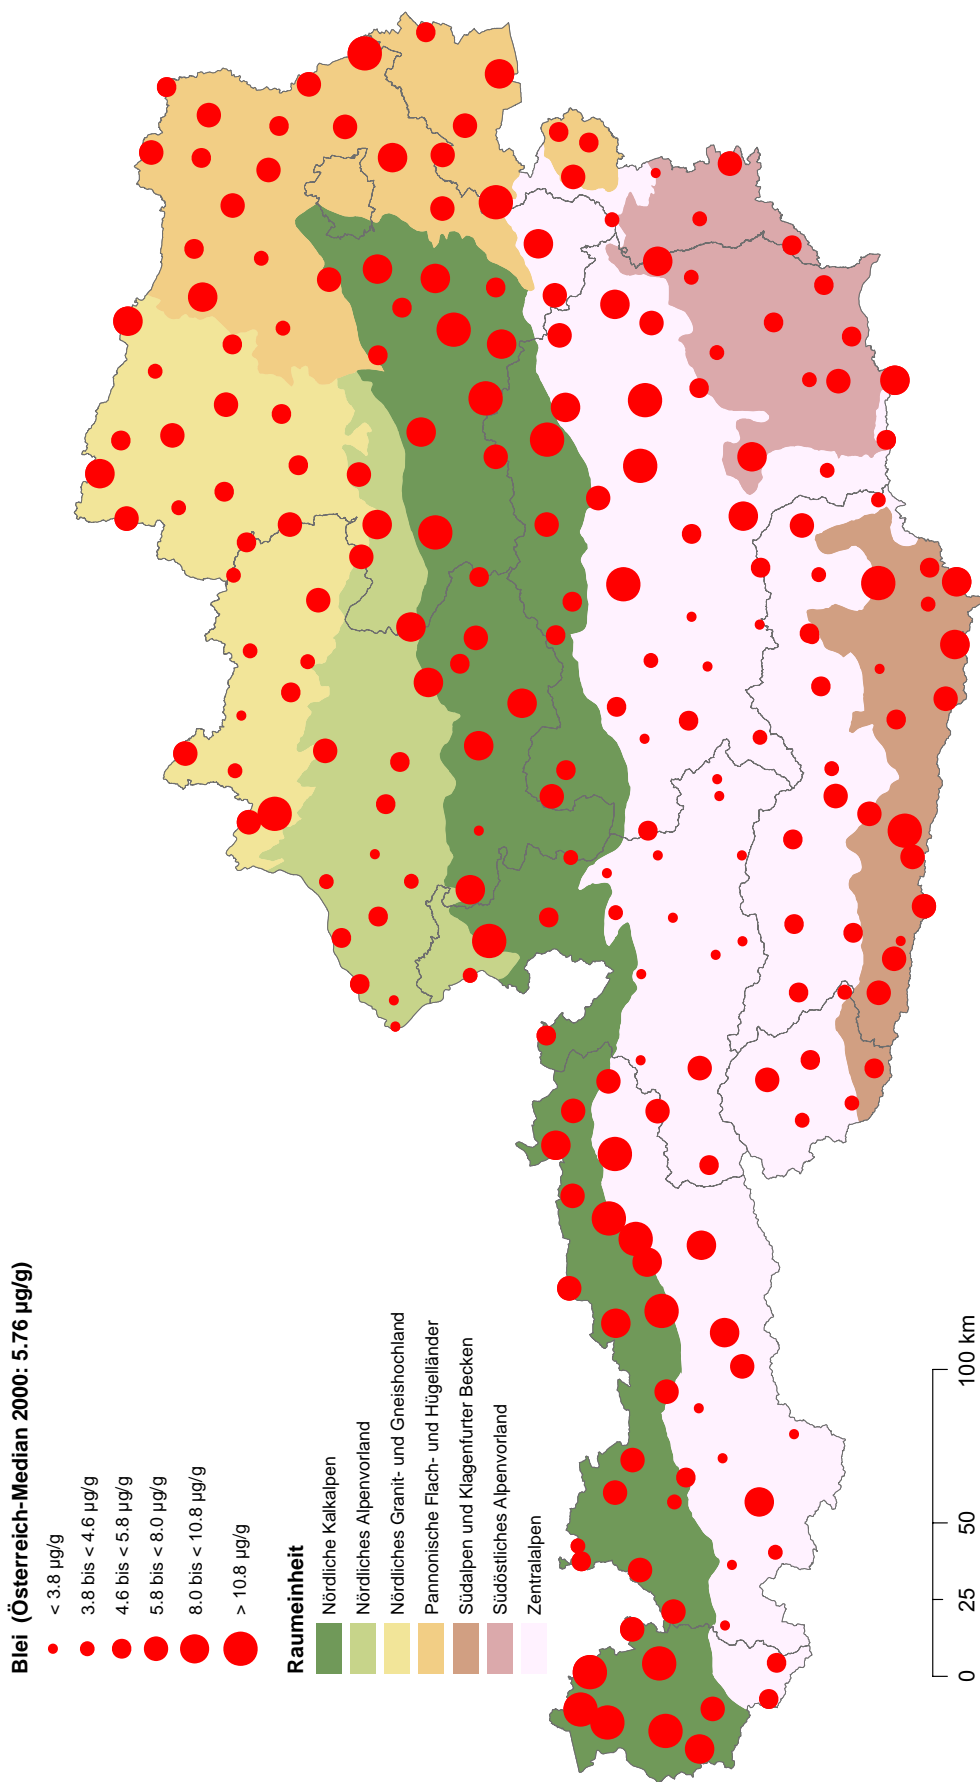 Blei (Österreich-Median 2000: 5.76 µg/g)
< 3.8 µg/g
3.8 bis < 4.6 µg/g
4.6 bis < 5.8 µg/g
5.8 bis < 8.0 µg/g
8.0 bis < 10.8 µg/g
> 10.8 µg/g
Raumeinheit
Nördliche Kalkalpen
Nördliches Alpenvorland
Nördliches Granit- und Gneishochland
Pannonische Flach- und Hügelländer
Südalpen und Klagenfurter Becken
Südöstliches Alpenvorland
Zentralalpen
0 25 50 100 km